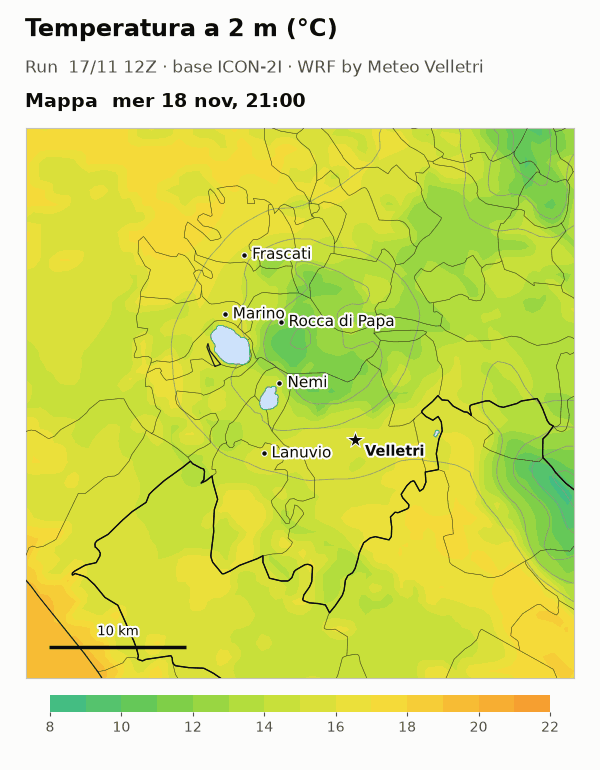 Temperatura a 2 m (°C)
Run  17/11 12Z · base ICON-2I · WRF by Meteo Velletri
Mappa  mer 18 nov, 21:00
Frascati
Marino
Rocca di Papa
Nemi
Velletri
Lanuvio
10 km
8 10 12 14 16 18 20 22